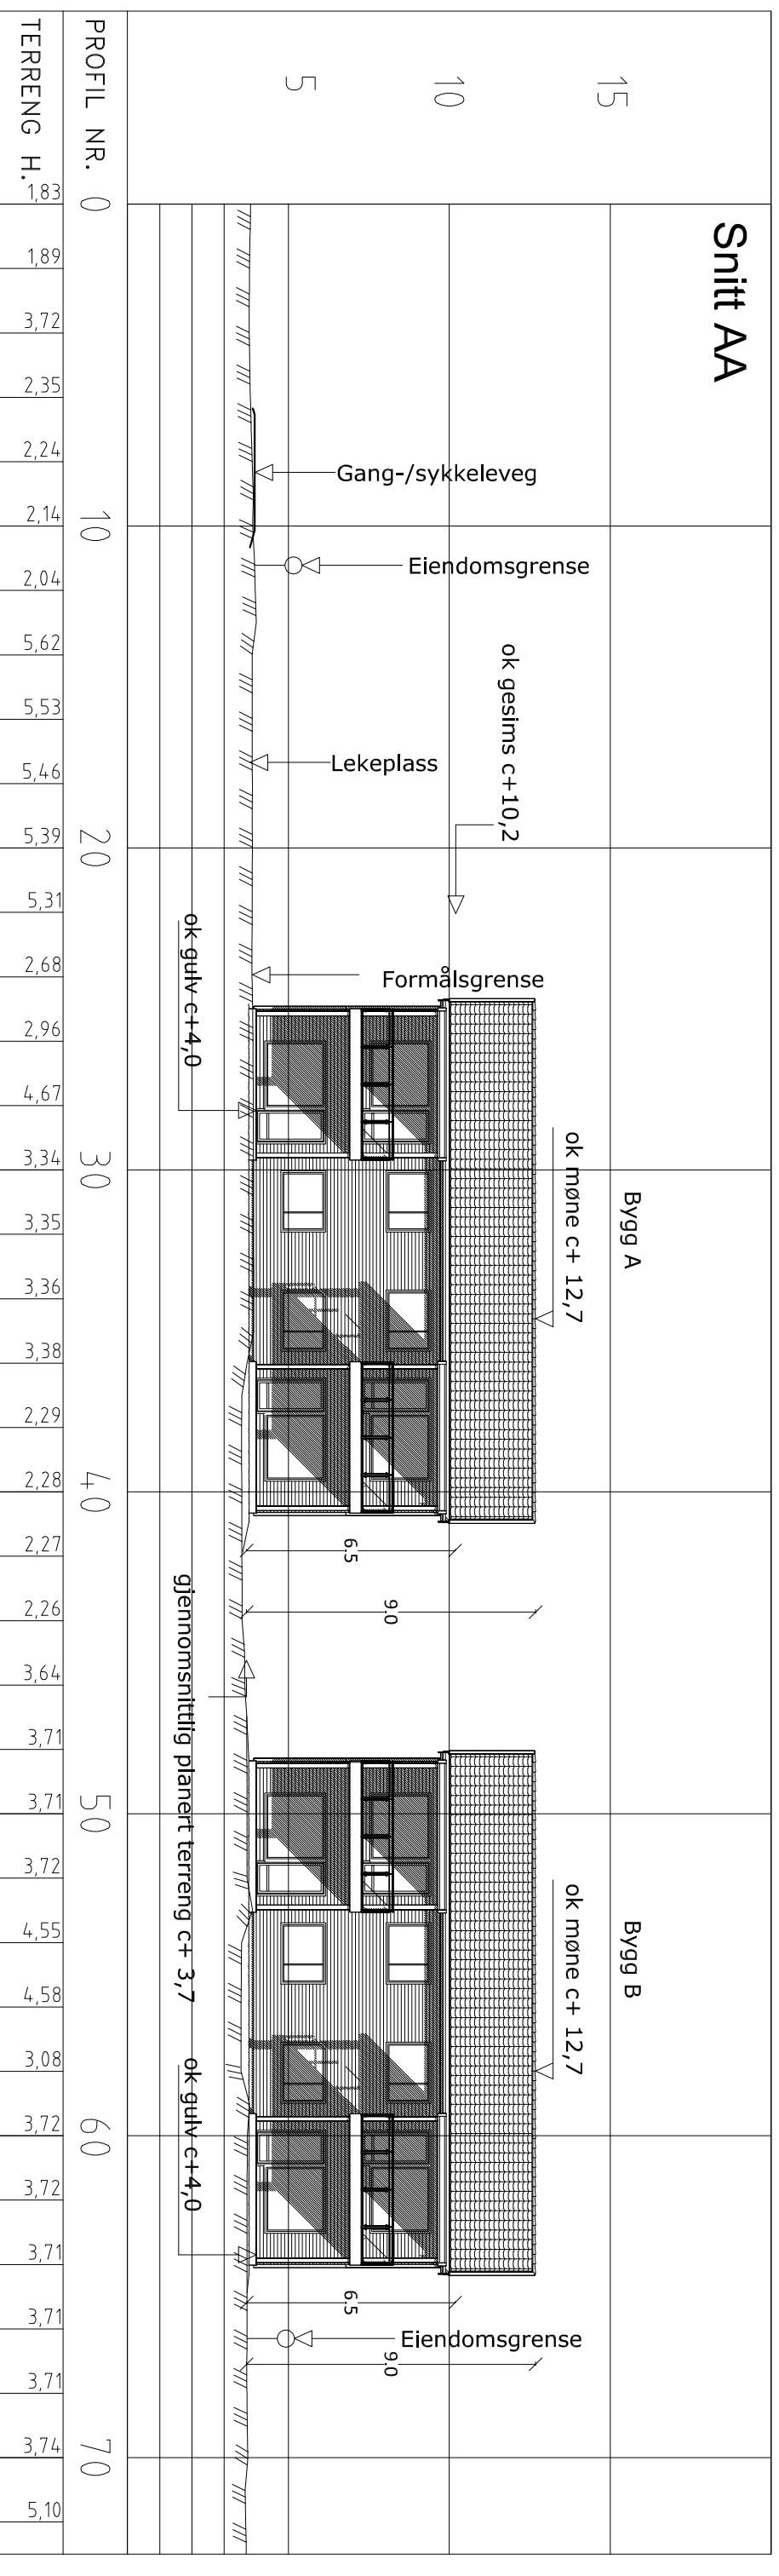 Snitt AA
15
10
5
Bygg A
Bygg B
ok møne c+ 12,7
ok møne c+ 12,7
ok gesims c+10,2
Gang-/sykkeleveg
Eiendomsgrense
Lekeplass
Formålsgrense
Eiendomsgrense
6.5
9.0
6.5
9.0
ok gulv c+4,0
gjennomsnittlig planert terreng c+ 3,7
ok gulv c+4,0
PROFIL NR. 0 10 20 30 40 50 60 70
TERRENG H. 1,83 1,89 3,72 2,35 2,24 2,14 2,04 5,62 5,53 5,46 5,39 5,31 2,68 2,96 4,67 3,34 3,35 3,36 3,38 2,29 2,28 2,27 2,26 3,64 3,71 3,71 3,72 4,55 4,58 3,08 3,72 3,72 3,71 3,71 3,71 3,74 5,10